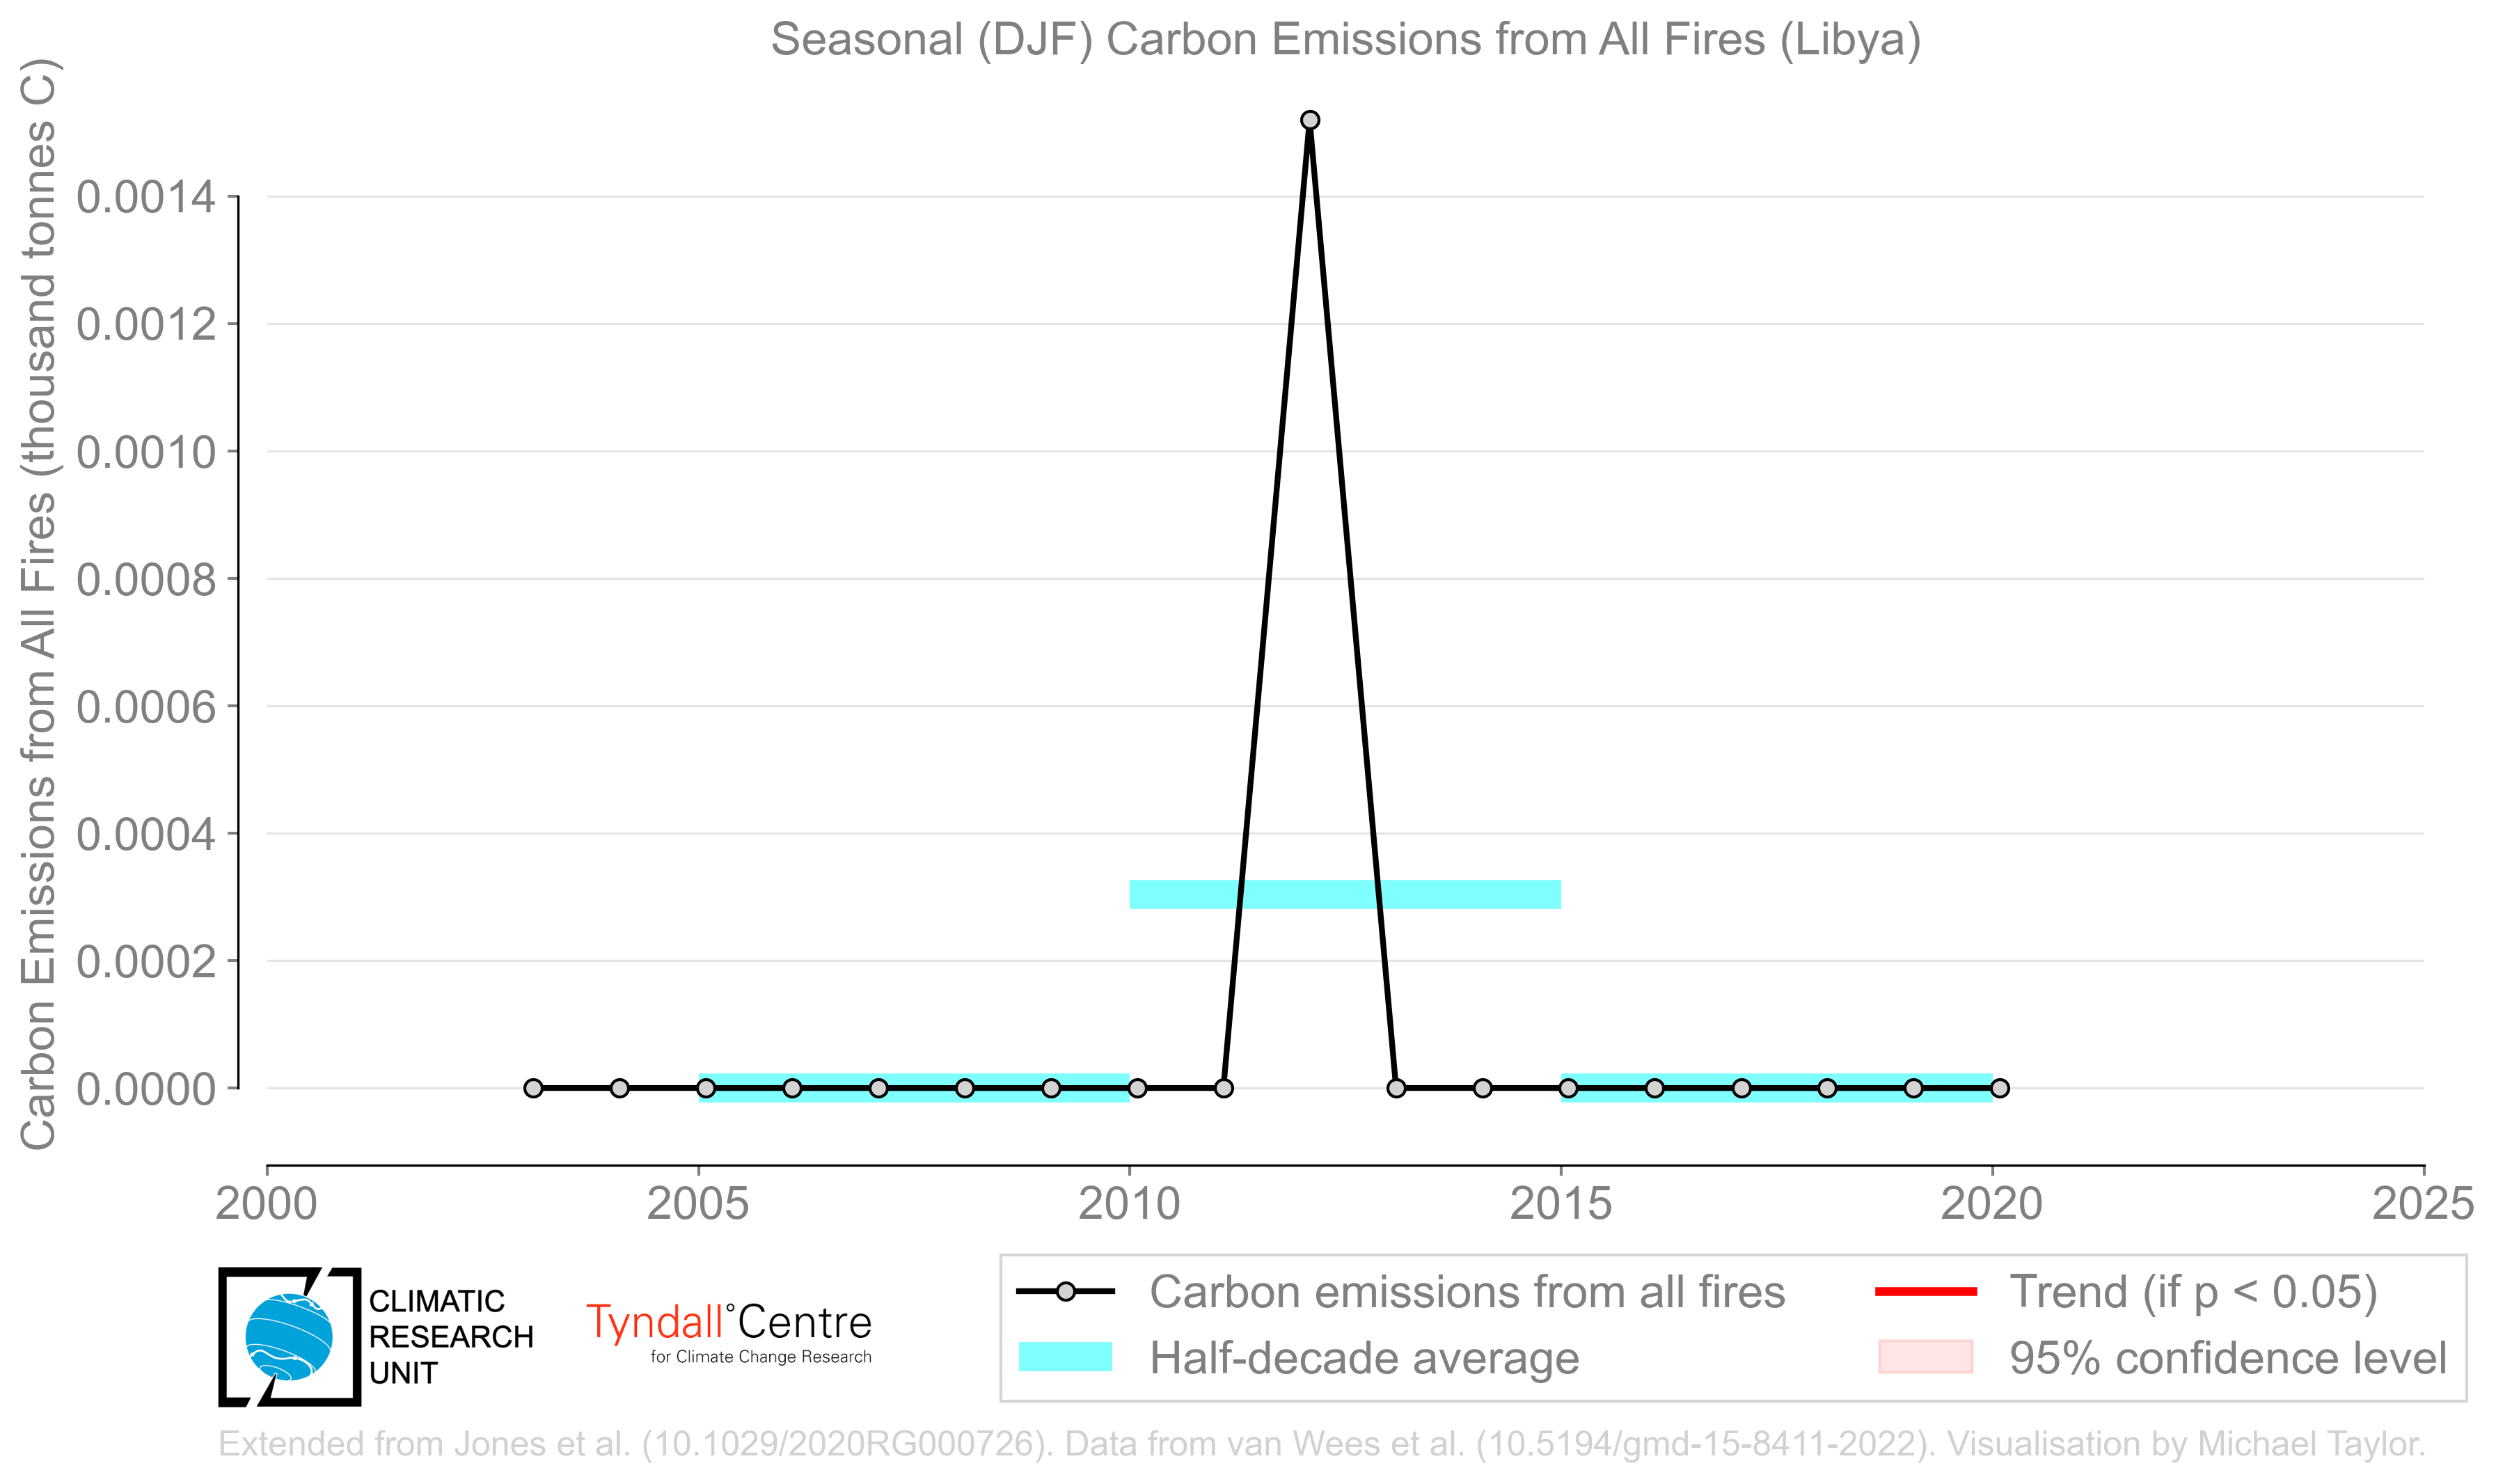 Seasonal (DJF) Carbon Emissions from All Fires (Libya)
Carbon Emissions from All Fires (thousand tonnes C)
0.0014
0.0012
0.0010
0.0008
0.0006
0.0004
0.0002
0.0000
2000 2005 2010 2015 2020 2025
CLIMATIC
RESEARCH
UNIT
Tyndall°Centre
for Climate Change Research
Carbon emissions from all fires
Half-decade average
Trend (if p < 0.05)
95% confidence level
Extended from Jones et al. (10.1029/2020RG000726). Data from van Wees et al. (10.5194/gmd-15-8411-2022). Visualisation by Michael Taylor.